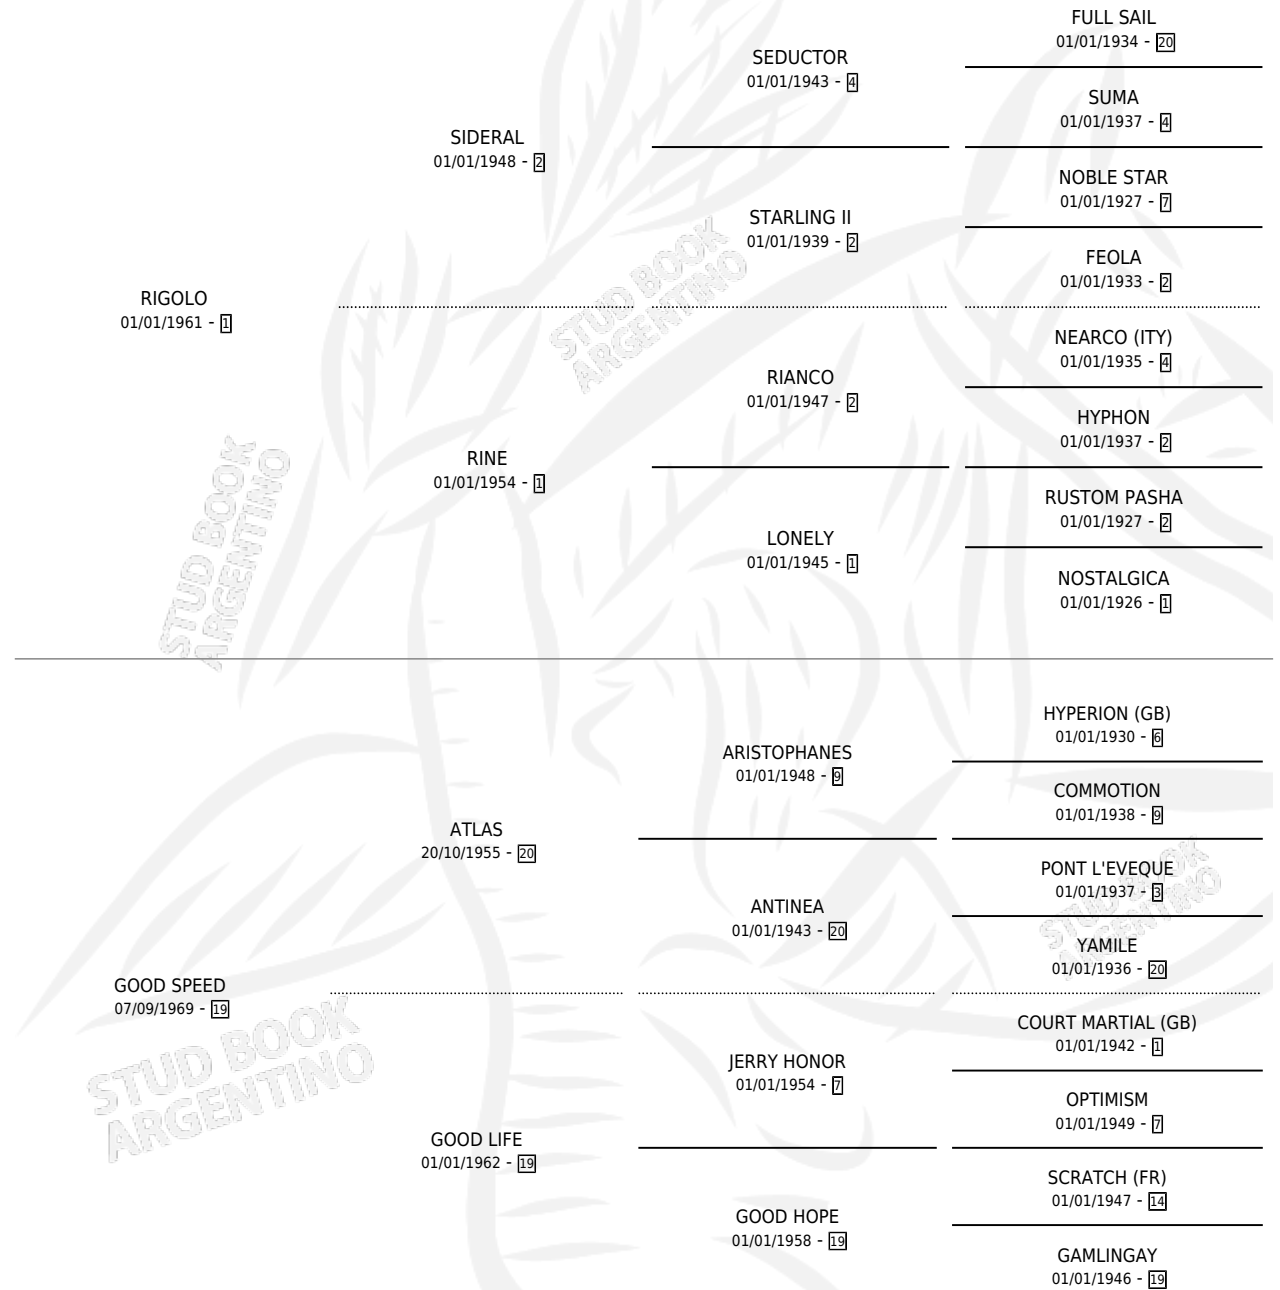 FULL SAIL
01/01/1934 - 20
SEDUCTOR
01/01/1943 - 4
SUMA
01/01/1937 - 4
SIDERAL
01/01/1948 - 2
NOBLE STAR
01/01/1927 - 7
STARLING II
01/01/1939 - 2
FEOLA
01/01/1933 - 2
RIGOLO
01/01/1961 - 1
NEARCO (ITY)
01/01/1935 - 4
RIANCO
01/01/1947 - 2
HYPHON
01/01/1937 - 2
RINE
01/01/1954 - 1
RUSTOM PASHA
01/01/1927 - 2
LONELY
01/01/1945 - 1
NOSTALGICA
01/01/1926 - 1
HYPERION (GB)
01/01/1930 - 6
ARISTOPHANES
01/01/1948 - 9
COMMOTION
01/01/1938 - 9
ATLAS
20/10/1955 - 20
PONT L'EVEQUE
01/01/1937 - 3
ANTINEA
01/01/1943 - 20
YAMILE
01/01/1936 - 20
GOOD SPEED
07/09/1969 - 19
COURT MARTIAL (GB)
01/01/1942 - 1
JERRY HONOR
01/01/1954 - 7
OPTIMISM
01/01/1949 - 7
GOOD LIFE
01/01/1962 - 19
SCRATCH (FR)
01/01/1947 - 14
GOOD HOPE
01/01/1958 - 19
GAMLINGAY
01/01/1946 - 19
STUD BOOK
ARGENTINO
STUD BOOK
ARGENTINO
STUD BOOK
ARGENTINO
STUD BOOK
ARGENTINO